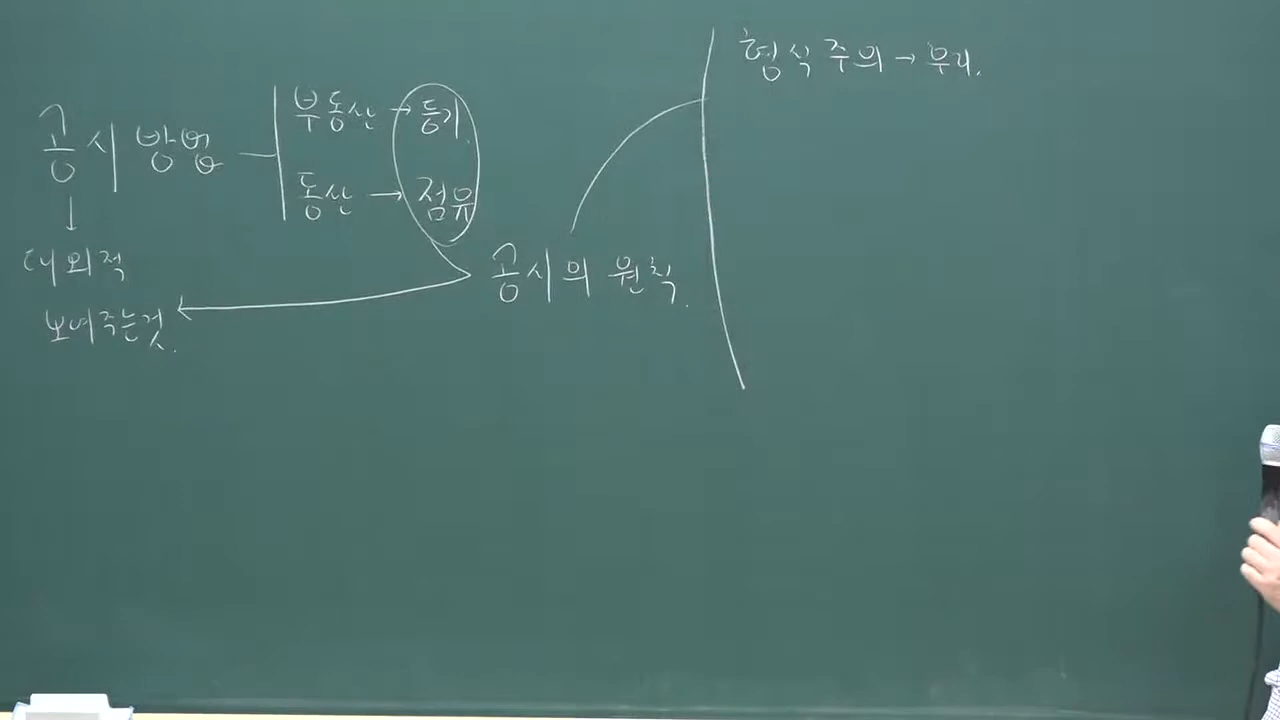 공시방법
부동산 → 등기.
동산 → 점유
↓
대외적
보여주는것.
공시의 원칙.
형식주의 → 우리.